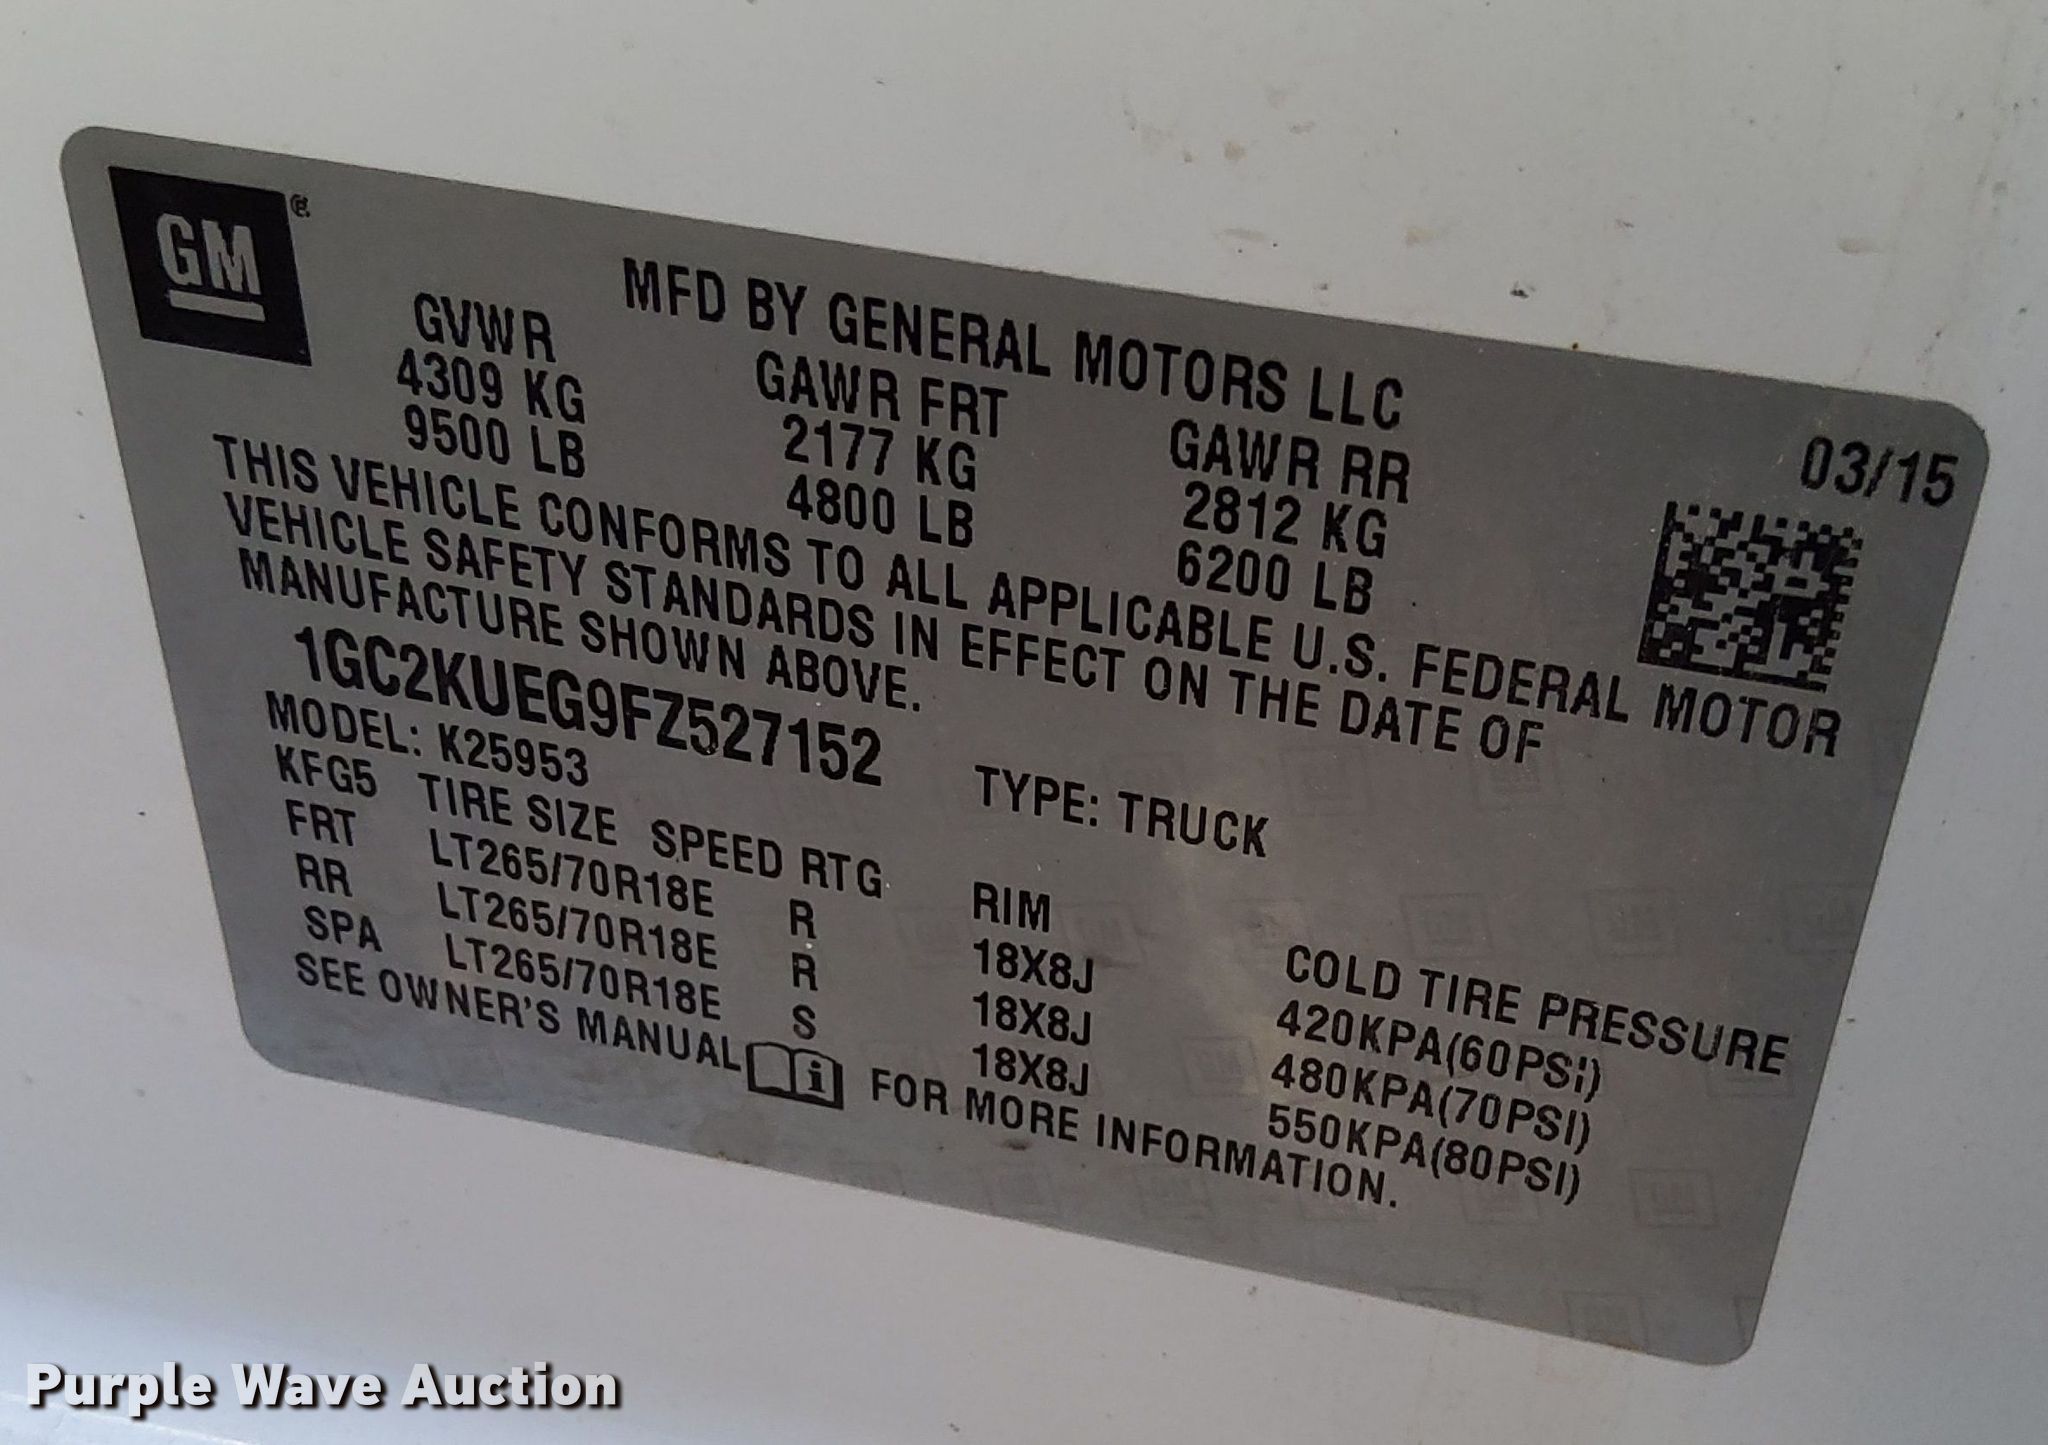 GM®
MFD BY GENERAL MOTORS LLC
03/15
GVWR GAWR FRT GAWR RR
4309 KG 2177 KG 2812 KG
9500 LB 4800 LB 6200 LB
THIS VEHICLE CONFORMS TO ALL APPLICABLE U.S. FEDERAL MOTOR
VEHICLE SAFETY STANDARDS IN EFFECT ON THE DATE OF
MANUFACTURE SHOWN ABOVE.
1GC2KUEG9FZ527152 TYPE: TRUCK
MODEL: K25953
KFG5 TIRE SIZE SPEED RTG RIM COLD TIRE PRESSURE
FRT LT265/70R18E R 18X8J 420KPA(60PSI)
RR LT265/70R18E R 18X8J 480KPA(70PSI)
SPA LT265/70R18E S 18X8J 550KPA(80PSI)
SEE OWNER'S MANUAL i FOR MORE INFORMATION.
Purple Wave Auction